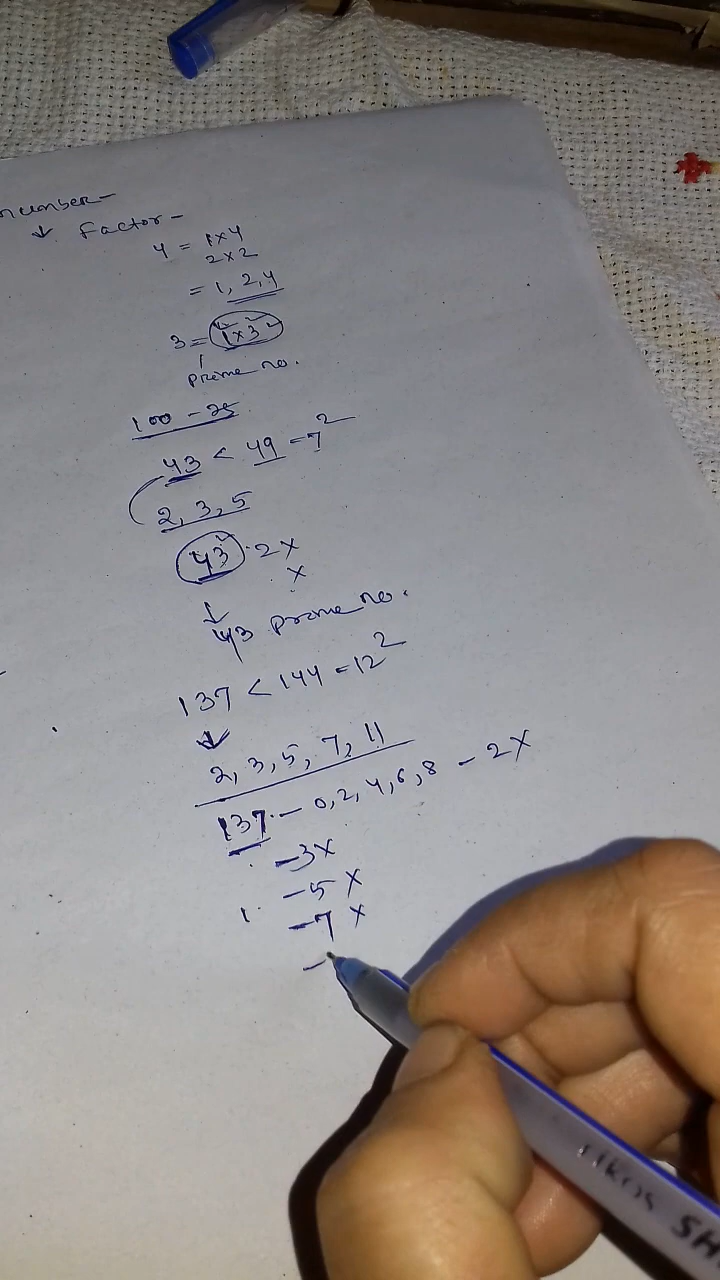 number-
↓ Factor-
4 = 1×4
2×2
= 1, 2, 4
3 = 1×3
↓
prime no.
100 - 25
43 < 49 = 7²
2, 3, 5
43 - 2×
×
↓
43 prime no.
137 < 144 = 12²
↓
2, 3, 5, 7, 11
137 - 0, 2, 4, 6, 8 - 2×
-3×
-5×
-7×
-